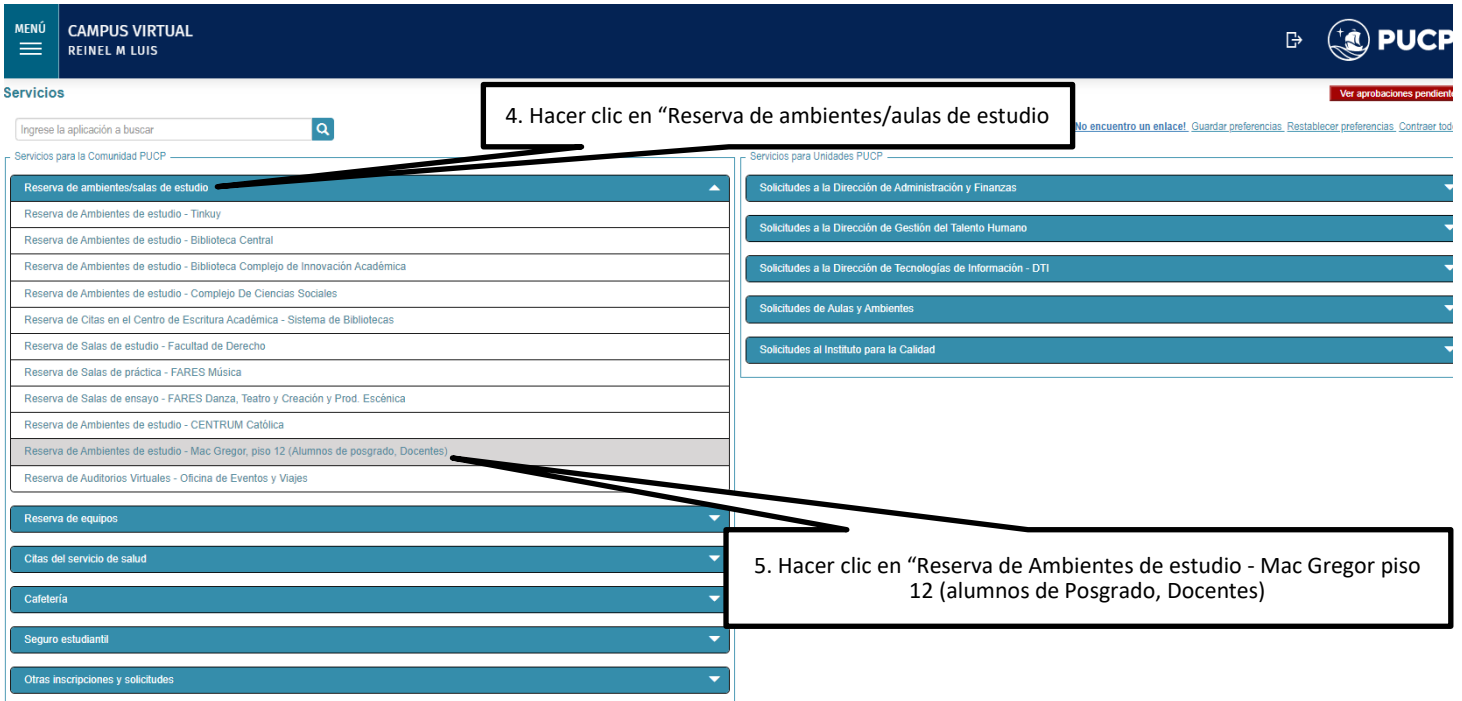 MENÚ
CAMPUS VIRTUAL
REINEL M LUIS
PUCP
Servicios
Ver aprobaciones pendient
4. Hacer clic en “Reserva de ambientes/aulas de estudio
Ingrese la aplicación a buscar
No encuentro un enlace! Guardar preferencias Restablecer preferencias Contraer tod
Servicios para la Comunidad PUCP
Servicios para Unidades PUCP
Reserva de ambientes/salas de estudio
Reserva de Ambientes de estudio - Tinkuy
Reserva de Ambientes de estudio - Biblioteca Central
Reserva de Ambientes de estudio - Biblioteca Complejo de Innovación Académica
Reserva de Ambientes de estudio - Complejo De Ciencias Sociales
Reserva de Citas en el Centro de Escritura Académica - Sistema de Bibliotecas
Reserva de Salas de estudio - Facultad de Derecho
Reserva de Salas de práctica - FARES Música
Reserva de Salas de ensayo - FARES Danza, Teatro y Creación y Prod. Escénica
Reserva de Ambientes de estudio - CENTRUM Católica
Reserva de Ambientes de estudio - Mac Gregor, piso 12 (Alumnos de posgrado, Docentes)
Reserva de Auditorios Virtuales - Oficina de Eventos y Viajes
Reserva de equipos
Citas del servicio de salud
Cafetería
Seguro estudiantil
Otras inscripciones y solicitudes
Solicitudes a la Dirección de Administración y Finanzas
Solicitudes a la Dirección de Gestión del Talento Humano
Solicitudes a la Dirección de Tecnologías de Información - DTI
Solicitudes de Aulas y Ambientes
Solicitudes al Instituto para la Calidad
5. Hacer clic en “Reserva de Ambientes de estudio - Mac Gregor piso
12 (alumnos de Posgrado, Docentes)